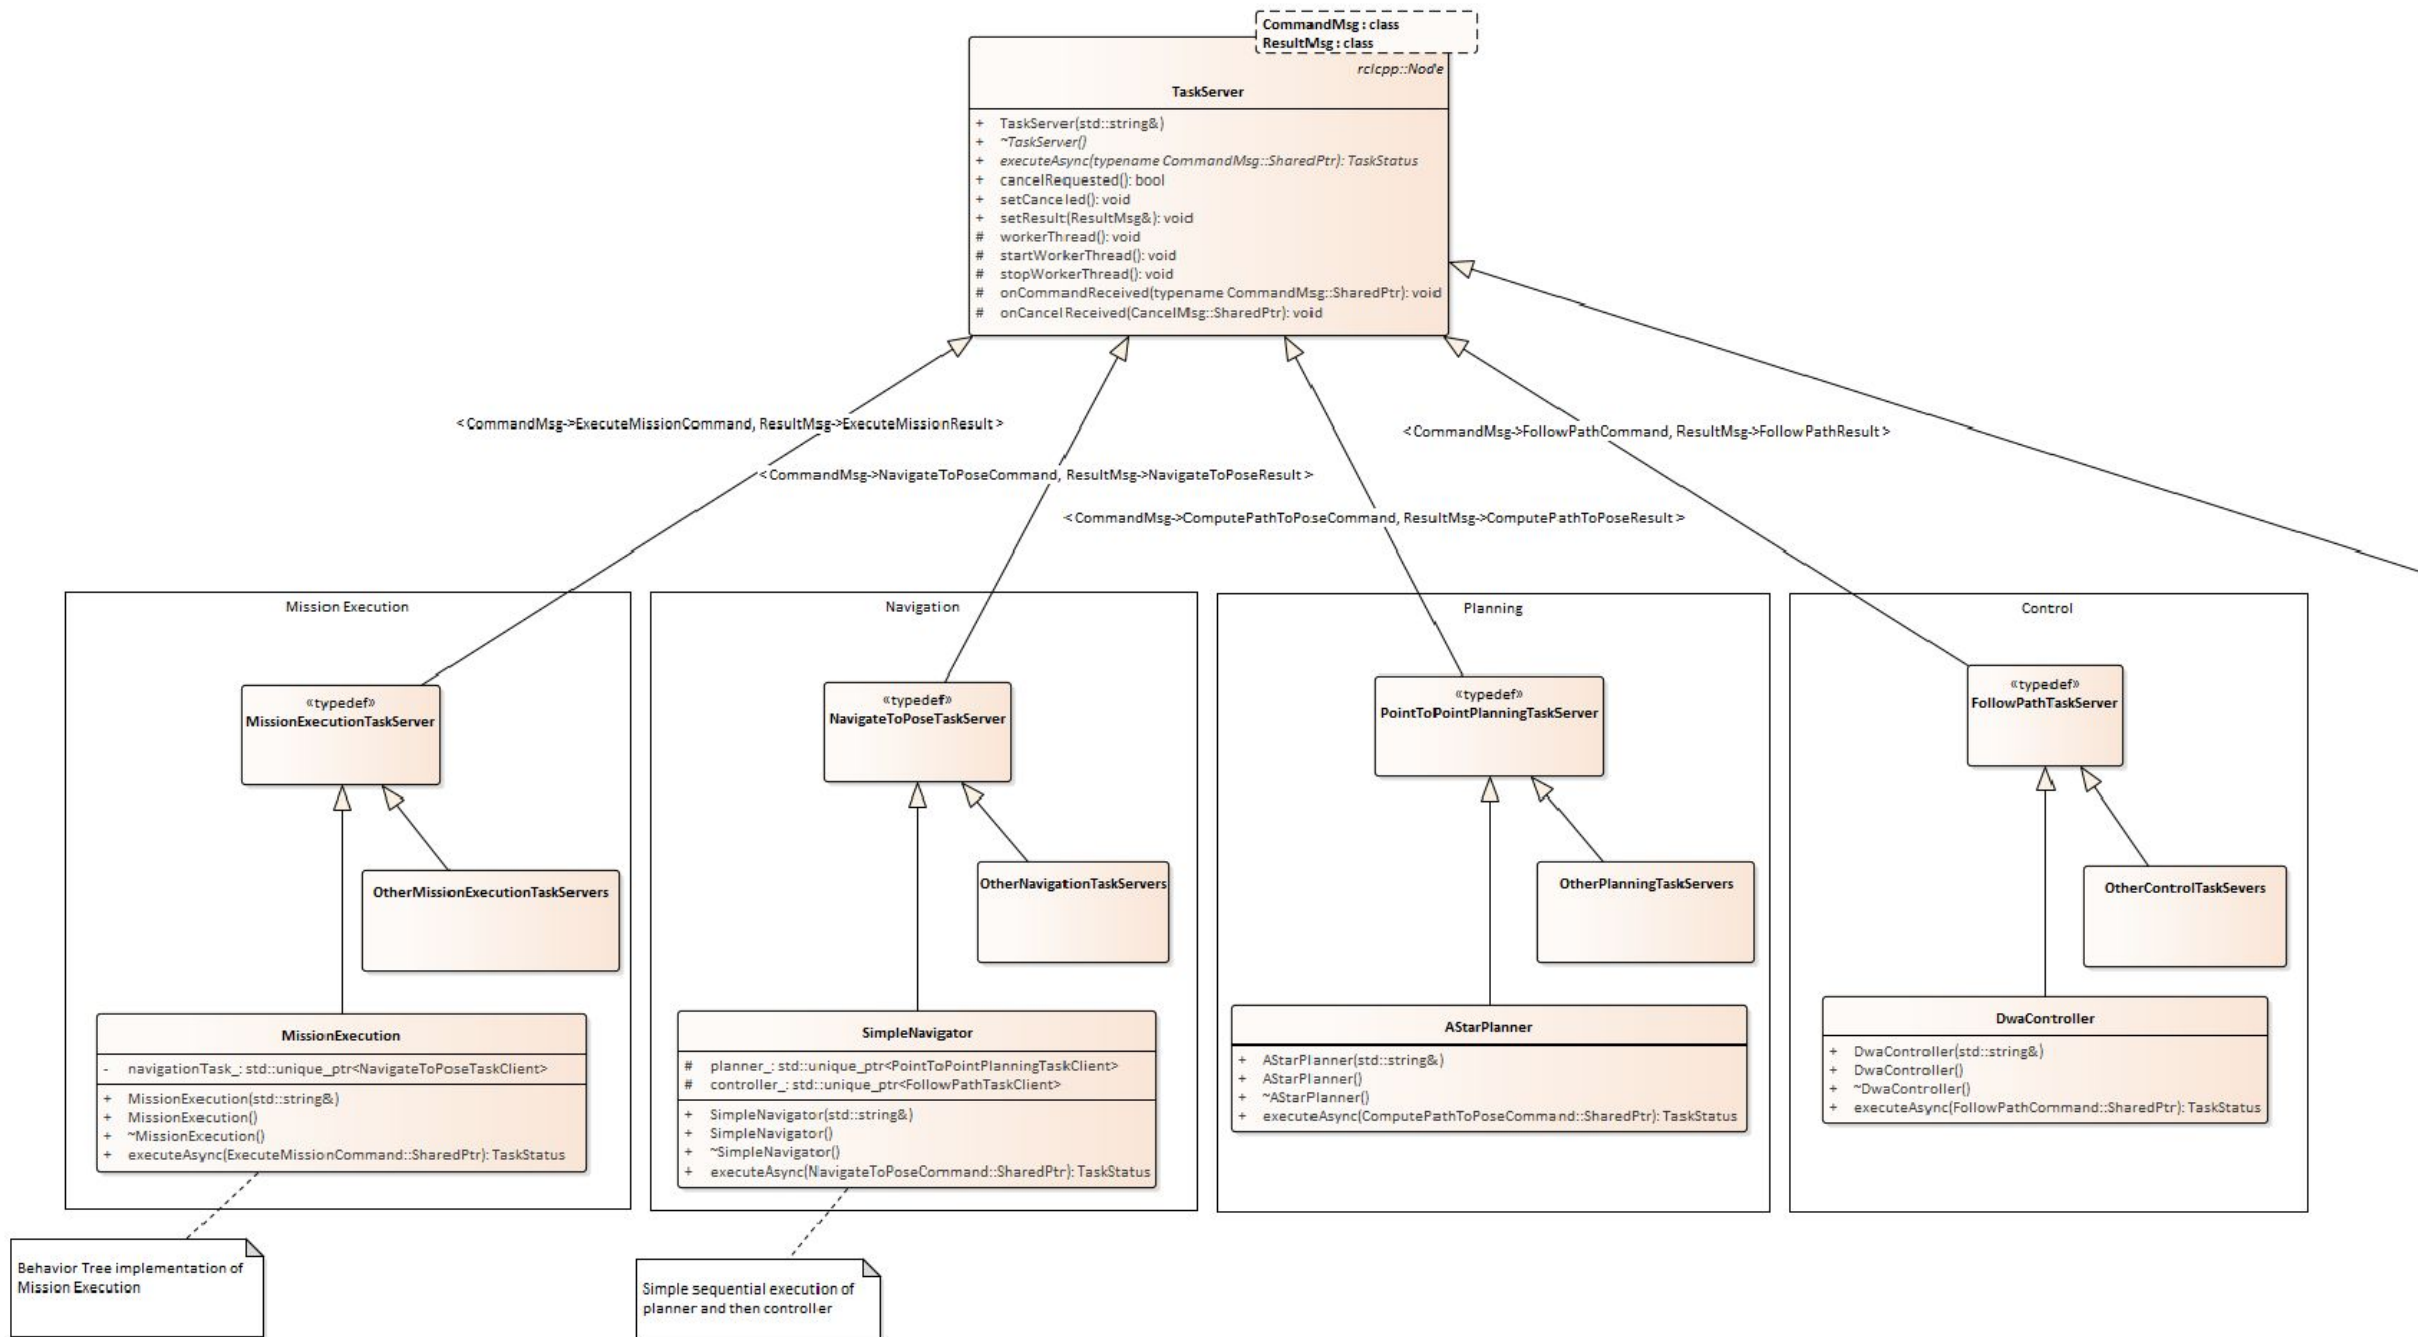 CommandMsg : class
ResultMsg : class
rclcpp::Node
TaskServer
+ TaskServer(std::string&)
+ ~TaskServer()
+ executeAsync(typename CommandMsg::SharedPtr): TaskStatus
+ cancelRequested(): bool
+ setCanceled(): void
+ setResult(ResultMsg&): void
# workerThread(): void
# startWorkerThread(): void
# stopWorkerThread(): void
# onCommandReceived(typename CommandMsg::SharedPtr): void
# onCancelReceived(CancelMsg::SharedPtr): void
< CommandMsg->ExecuteMissionCommand, ResultMsg->ExecuteMissionResult >
< CommandMsg->FollowPathCommand, ResultMsg->FollowPathResult >
< CommandMsg->NavigateToPoseCommand, ResultMsg->NavigateToPoseResult >
< CommandMsg->ComputePathToPoseCommand, ResultMsg->ComputePathToPoseResult >
Mission Execution
«typedef»
MissionExecutionTaskServer
OtherMissionExecutionTaskServers
MissionExecution
- navigationTask_: std::unique_ptr<NavigateToPoseTaskClient>
+ MissionExecution(std::string&)
+ MissionExecution()
+ ~MissionExecution()
+ executeAsync(ExecuteMissionCommand::SharedPtr): TaskStatus
Behavior Tree implementation of
Mission Execution
Navigation
«typedef»
NavigateToPoseTaskServer
OtherNavigationTaskServers
SimpleNavigator
# planner_: std::unique_ptr<PointToPointPlanningTaskClient>
# controller_: std::unique_ptr<FollowPathTaskClient>
+ SimpleNavigator(std::string&)
+ SimpleNavigator()
+ ~SimpleNavigator()
+ executeAsync(NavigateToPoseCommand::SharedPtr): TaskStatus
Simple sequential execution of
planner and then controller
Planning
«typedef»
PointToPointPlanningTaskServer
OtherPlanningTaskServers
AStarPlanner
+ AStarPlanner(std::string&)
+ AStarPlanner()
+ ~AStarPlanner()
+ executeAsync(ComputePathToPoseCommand::SharedPtr): TaskStatus
Control
«typedef»
FollowPathTaskServer
OtherControlTaskSevers
DwaController
+ DwaController(std::string&)
+ DwaController()
+ ~DwaController()
+ executeAsync(FollowPathCommand::SharedPtr): TaskStatus